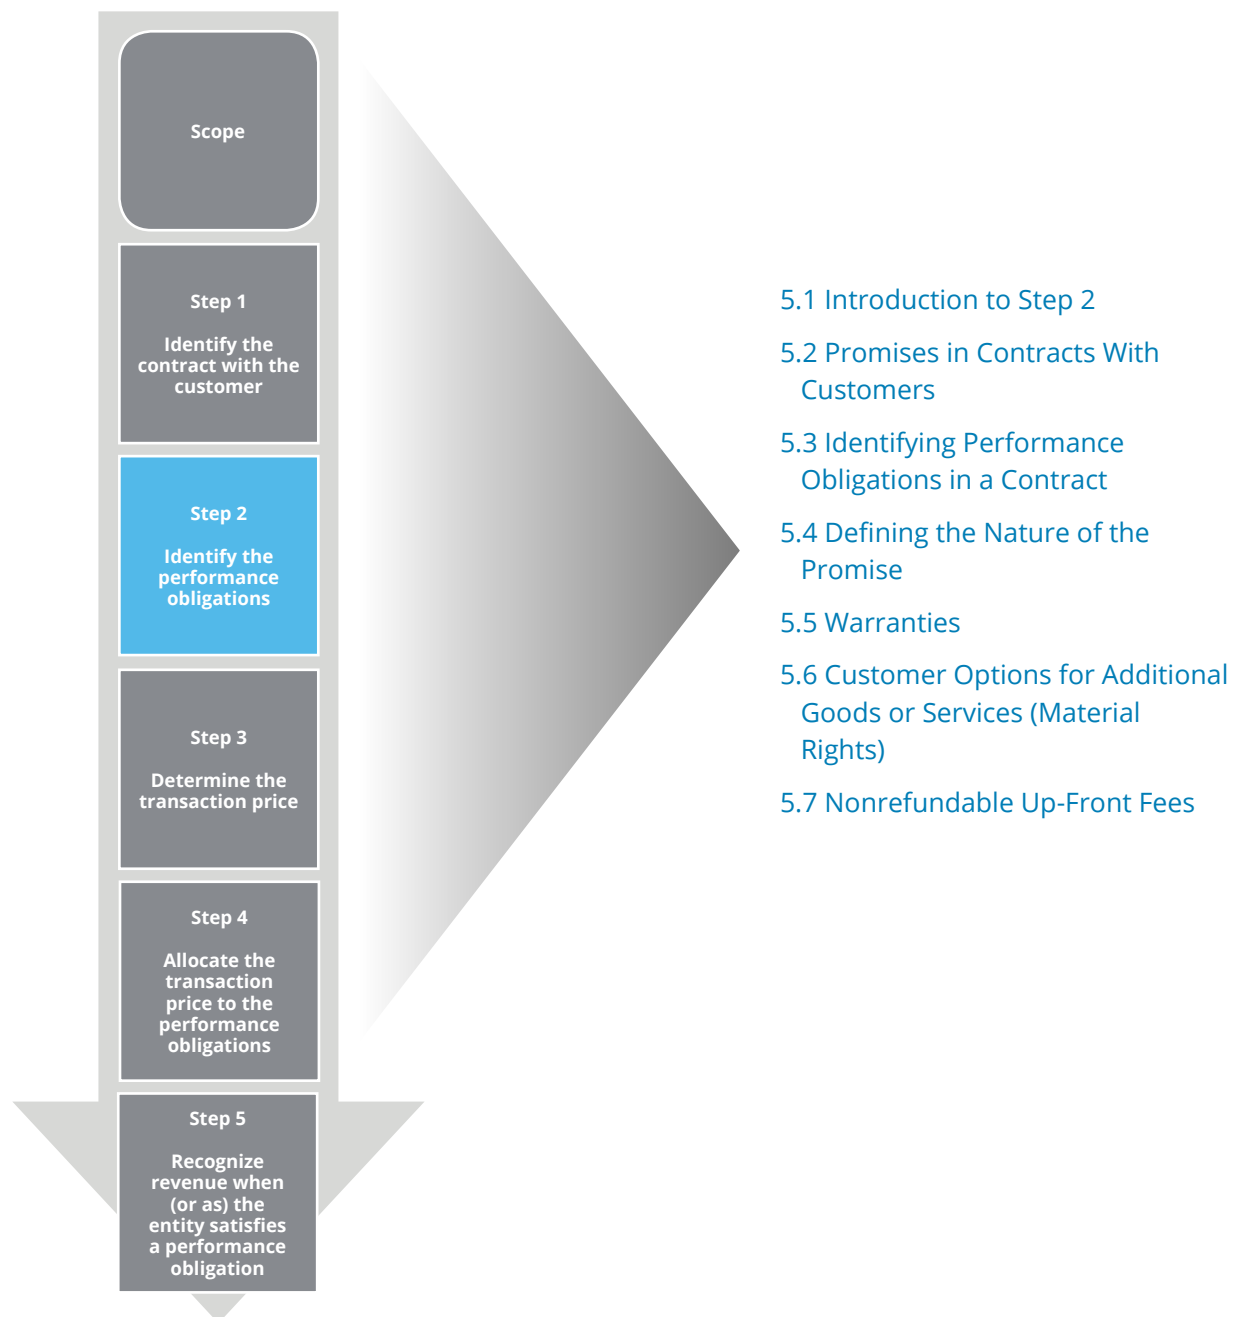 Scope
Step 1
Identify the
contract with the
customer
Step 2
Identify the
performance
obligations
Step 3
Determine the
transaction price
Step 4
Allocate the
transaction
price to the
performance
obligations
Step 5
Recognize
revenue when
(or as) the
entity satisfies
a performance
obligation
5.1 Introduction to Step 2
5.2 Promises in Contracts With
Customers
5.3 Identifying Performance
Obligations in a Contract
5.4 Defining the Nature of the
Promise
5.5 Warranties
5.6 Customer Options for Additional
Goods or Services (Material
Rights)
5.7 Nonrefundable Up-Front Fees